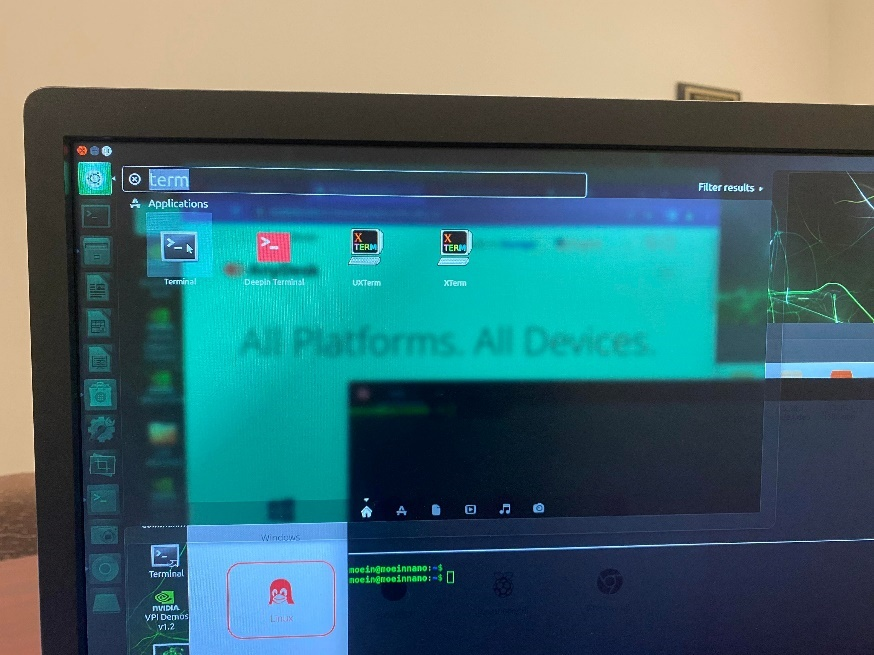 term
Filter results
Applications
>_
>_
X
TERM
X
TERM
Terminal
Deepin Terminal
UXTerm
XTerm
AnyDesk
All Platforms. All Devices.
Windows
moein@moeinnano:~$
moein@moeinnano:~$
>_
Terminal
Linux
NVIDIA
VPI Demos
v1.2